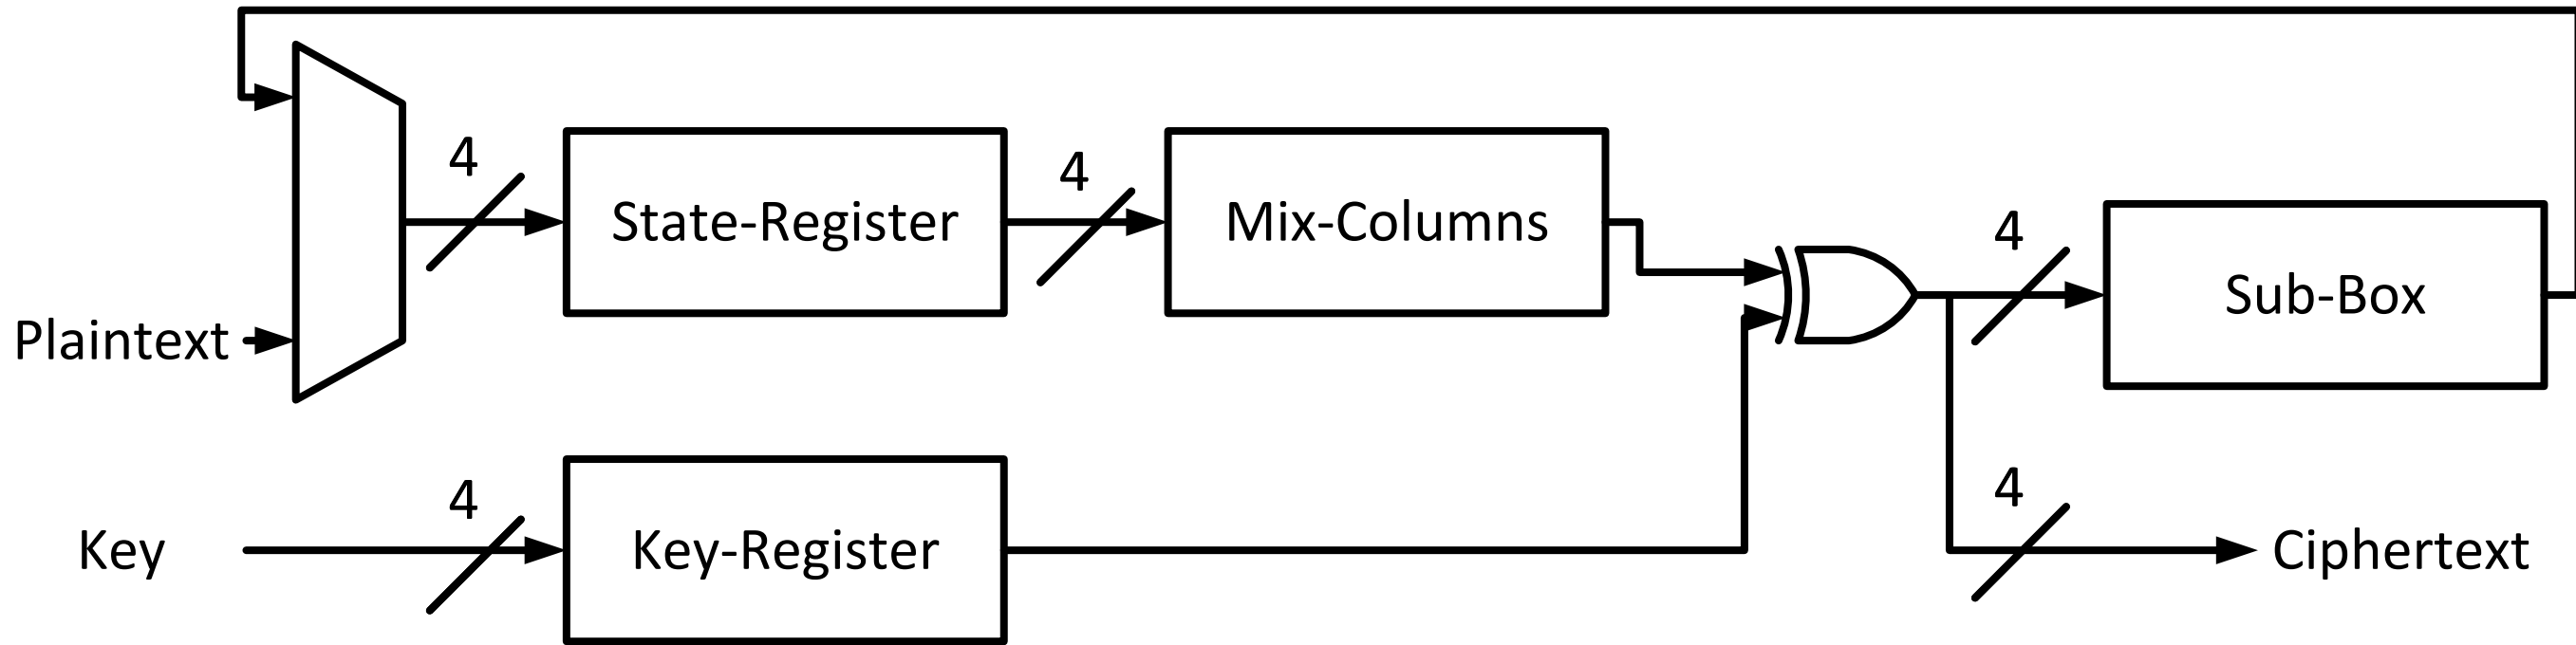 4
4
State-Register
Mix-Columns
4
Sub-Box
Plaintext
4
4
Key
Key-Register
Ciphertext